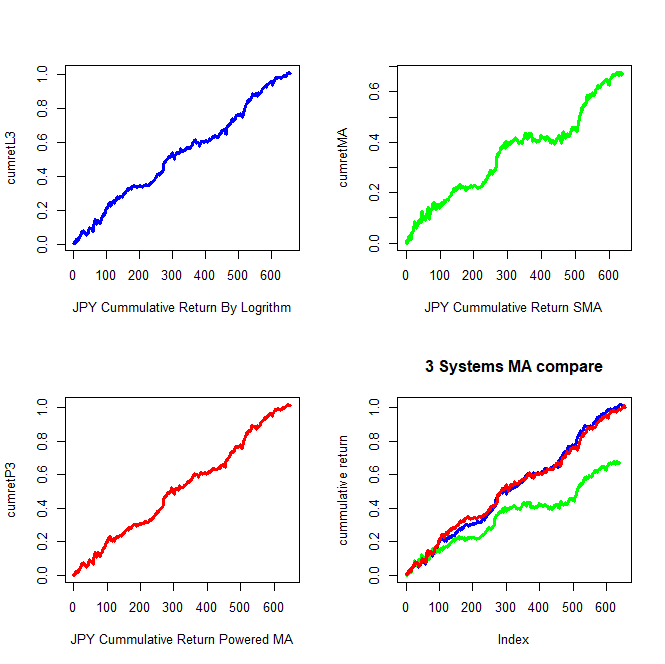 cumretL3
0.0 0.2 0.4 0.6 0.8 1.0
0 100 200 300 400 500 600
JPY Cummulative Return By Logrithm
cumretMA
0.0 0.2 0.4 0.6
0 100 200 300 400 500 600
JPY Cummulative Return SMA
cumretP3
0.0 0.2 0.4 0.6 0.8 1.0
0 100 200 300 400 500 600
JPY Cummulative Return Powered MA
3 Systems MA compare
cummulative return
0.0 0.2 0.4 0.6 0.8 1.0
0 100 200 300 400 500 600
Index